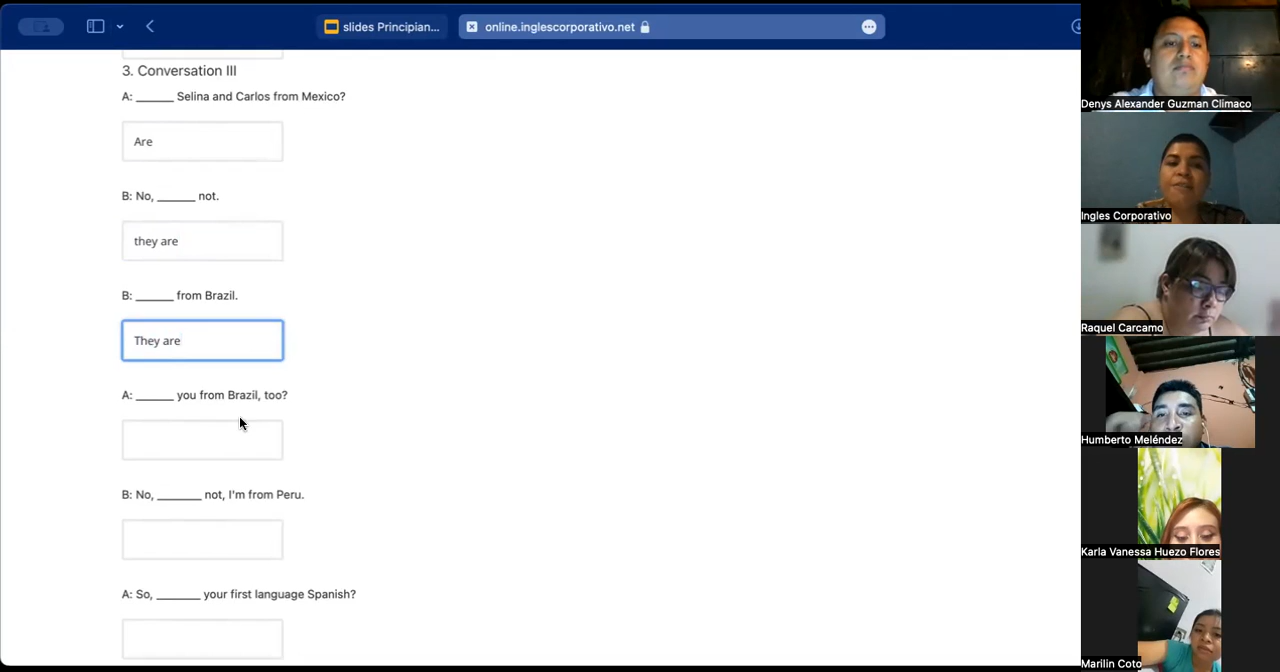 slides Principian...
online.inglescorporativo.net
3. Conversation III
A: ______ Selina and Carlos from Mexico?
Are
B: No, ______ not.
they are
B: ______ from Brazil.
They are
A: ______ you from Brazil, too?
B: No, _______ not, I'm from Peru.
A: So, _______ your first language Spanish?
Denys Alexander Guzman Climaco
Ingles Corporativo
Raquel Carcamo
Humberto Meléndez
Karla Vanessa Huezo Flores
Marilin Coto